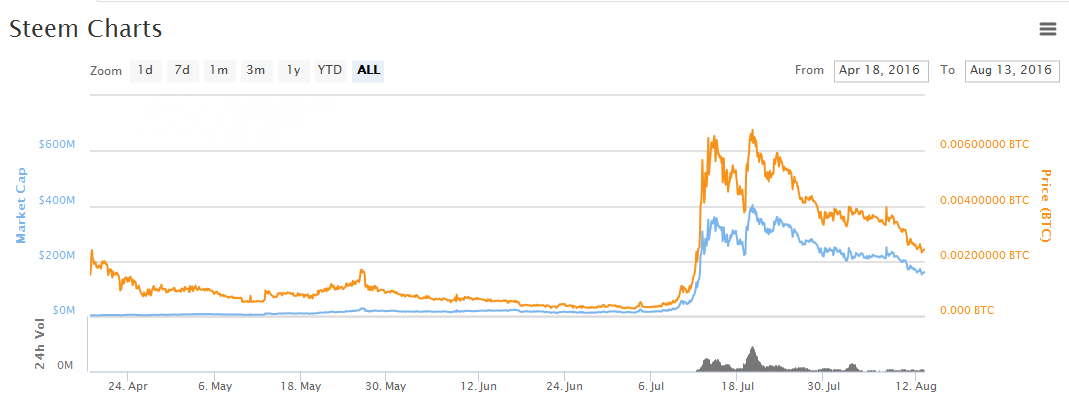 Steem Charts
Zoom 1d 7d 1m 3m 1y YTD ALL From Apr 18, 2016 To Aug 13, 2016
$600M 0.00600000 BTC
$400M 0.00400000 BTC
$200M 0.00200000 BTC
$0M 0.000 BTC
Market Cap
Price (BTC)
24h Vol
0M
24. Apr 6. May 18. May 30. May 12. Jun 24. Jun 6. Jul 18. Jul 30. Jul 12. Aug